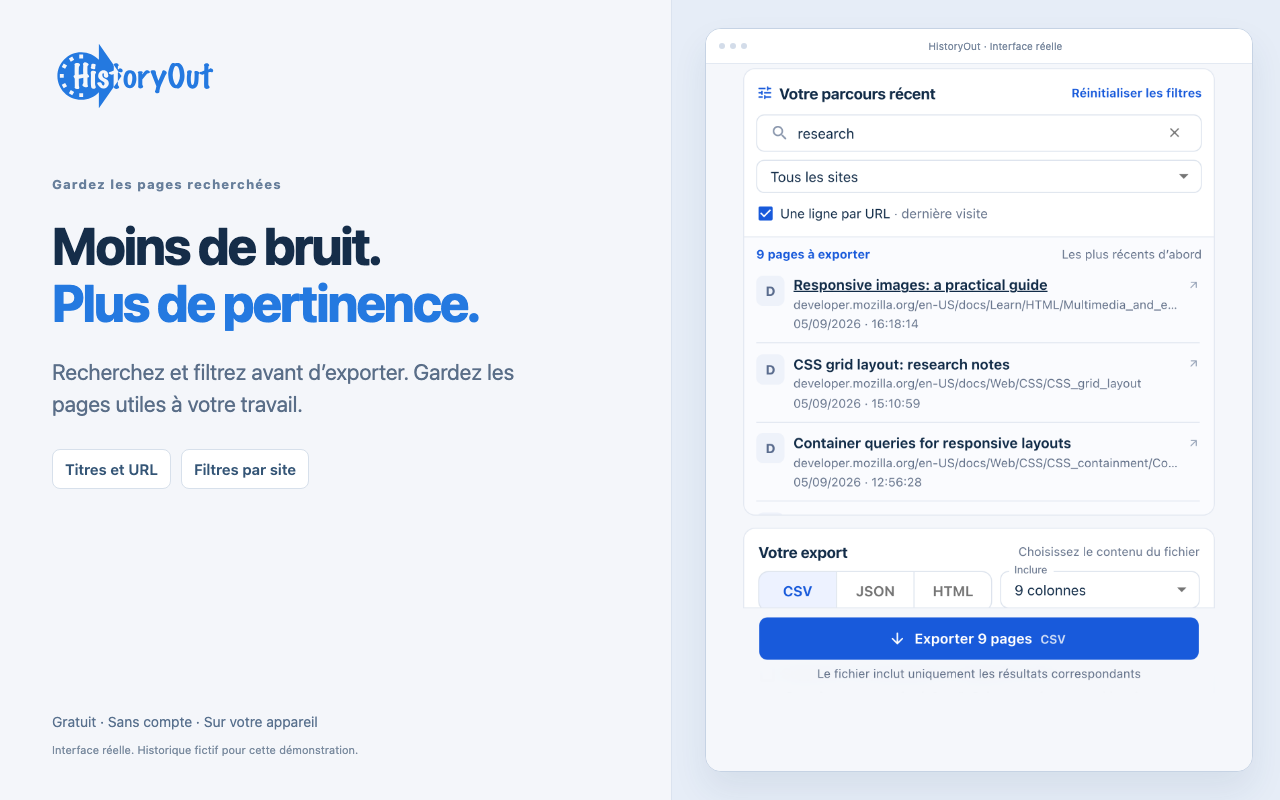 HistoryOut
Gardez les pages recherchées
Moins de bruit.
Plus de pertinence.
Recherchez et filtrez avant d’exporter. Gardez les
pages utiles à votre travail.
Titres et URL
Filtres par site
Gratuit · Sans compte · Sur votre appareil
Interface réelle. Historique fictif pour cette démonstration.
HistoryOut · Interface réelle
Votre parcours récent
Réinitialiser les filtres
research
Tous les sites
Une ligne par URL · dernière visite
9 pages à exporter
Les plus récents d’abord
D
Responsive images: a practical guide
developer.mozilla.org/en-US/docs/Learn/HTML/Multimedia_and_e...
05/09/2026 · 16:18:14
D
CSS grid layout: research notes
developer.mozilla.org/en-US/docs/Web/CSS/CSS_grid_layout
05/09/2026 · 15:10:59
D
Container queries for responsive layouts
developer.mozilla.org/en-US/docs/Web/CSS/CSS_containment/Co...
05/09/2026 · 12:56:28
Votre export
Choisissez le contenu du fichier
Inclure
CSV
JSON
HTML
9 colonnes
Exporter 9 pages CSV
Le fichier inclut uniquement les résultats correspondants